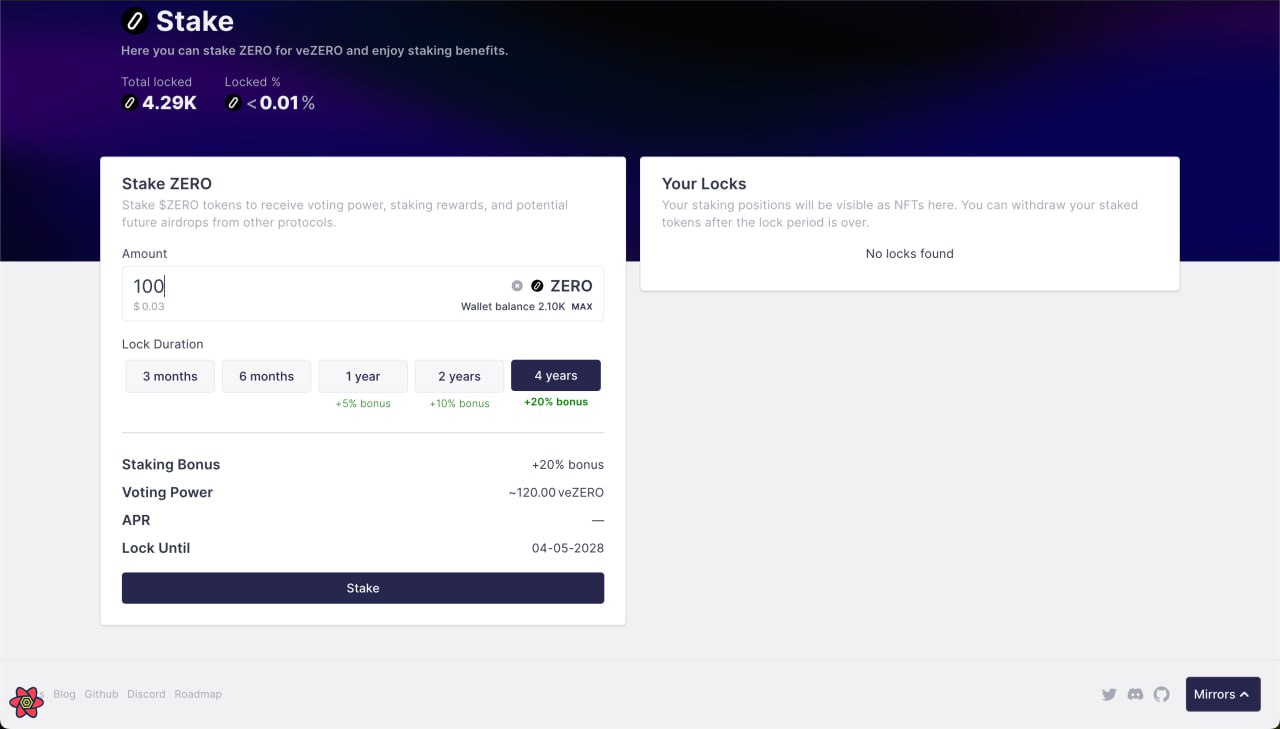 Stake
Here you can stake ZERO for veZERO and enjoy staking benefits.
Total locked
4.29K
Locked %
<0.01%
Stake ZERO
Stake $ZERO tokens to receive voting power, staking rewards, and potential
future airdrops from other protocols.
Amount
100
$0.03
ZERO
Wallet balance 2.10K MAX
Lock Duration
3 months
6 months
1 year
+5% bonus
2 years
+10% bonus
4 years
+20% bonus
Staking Bonus +20% bonus
Voting Power ~120.00 veZERO
APR —
Lock Until 04-05-2028
Stake
Your Locks
Your staking positions will be visible as NFTs here. You can withdraw your staked
tokens after the lock period is over.
No locks found
Blog Github Discord Roadmap
Mirrors